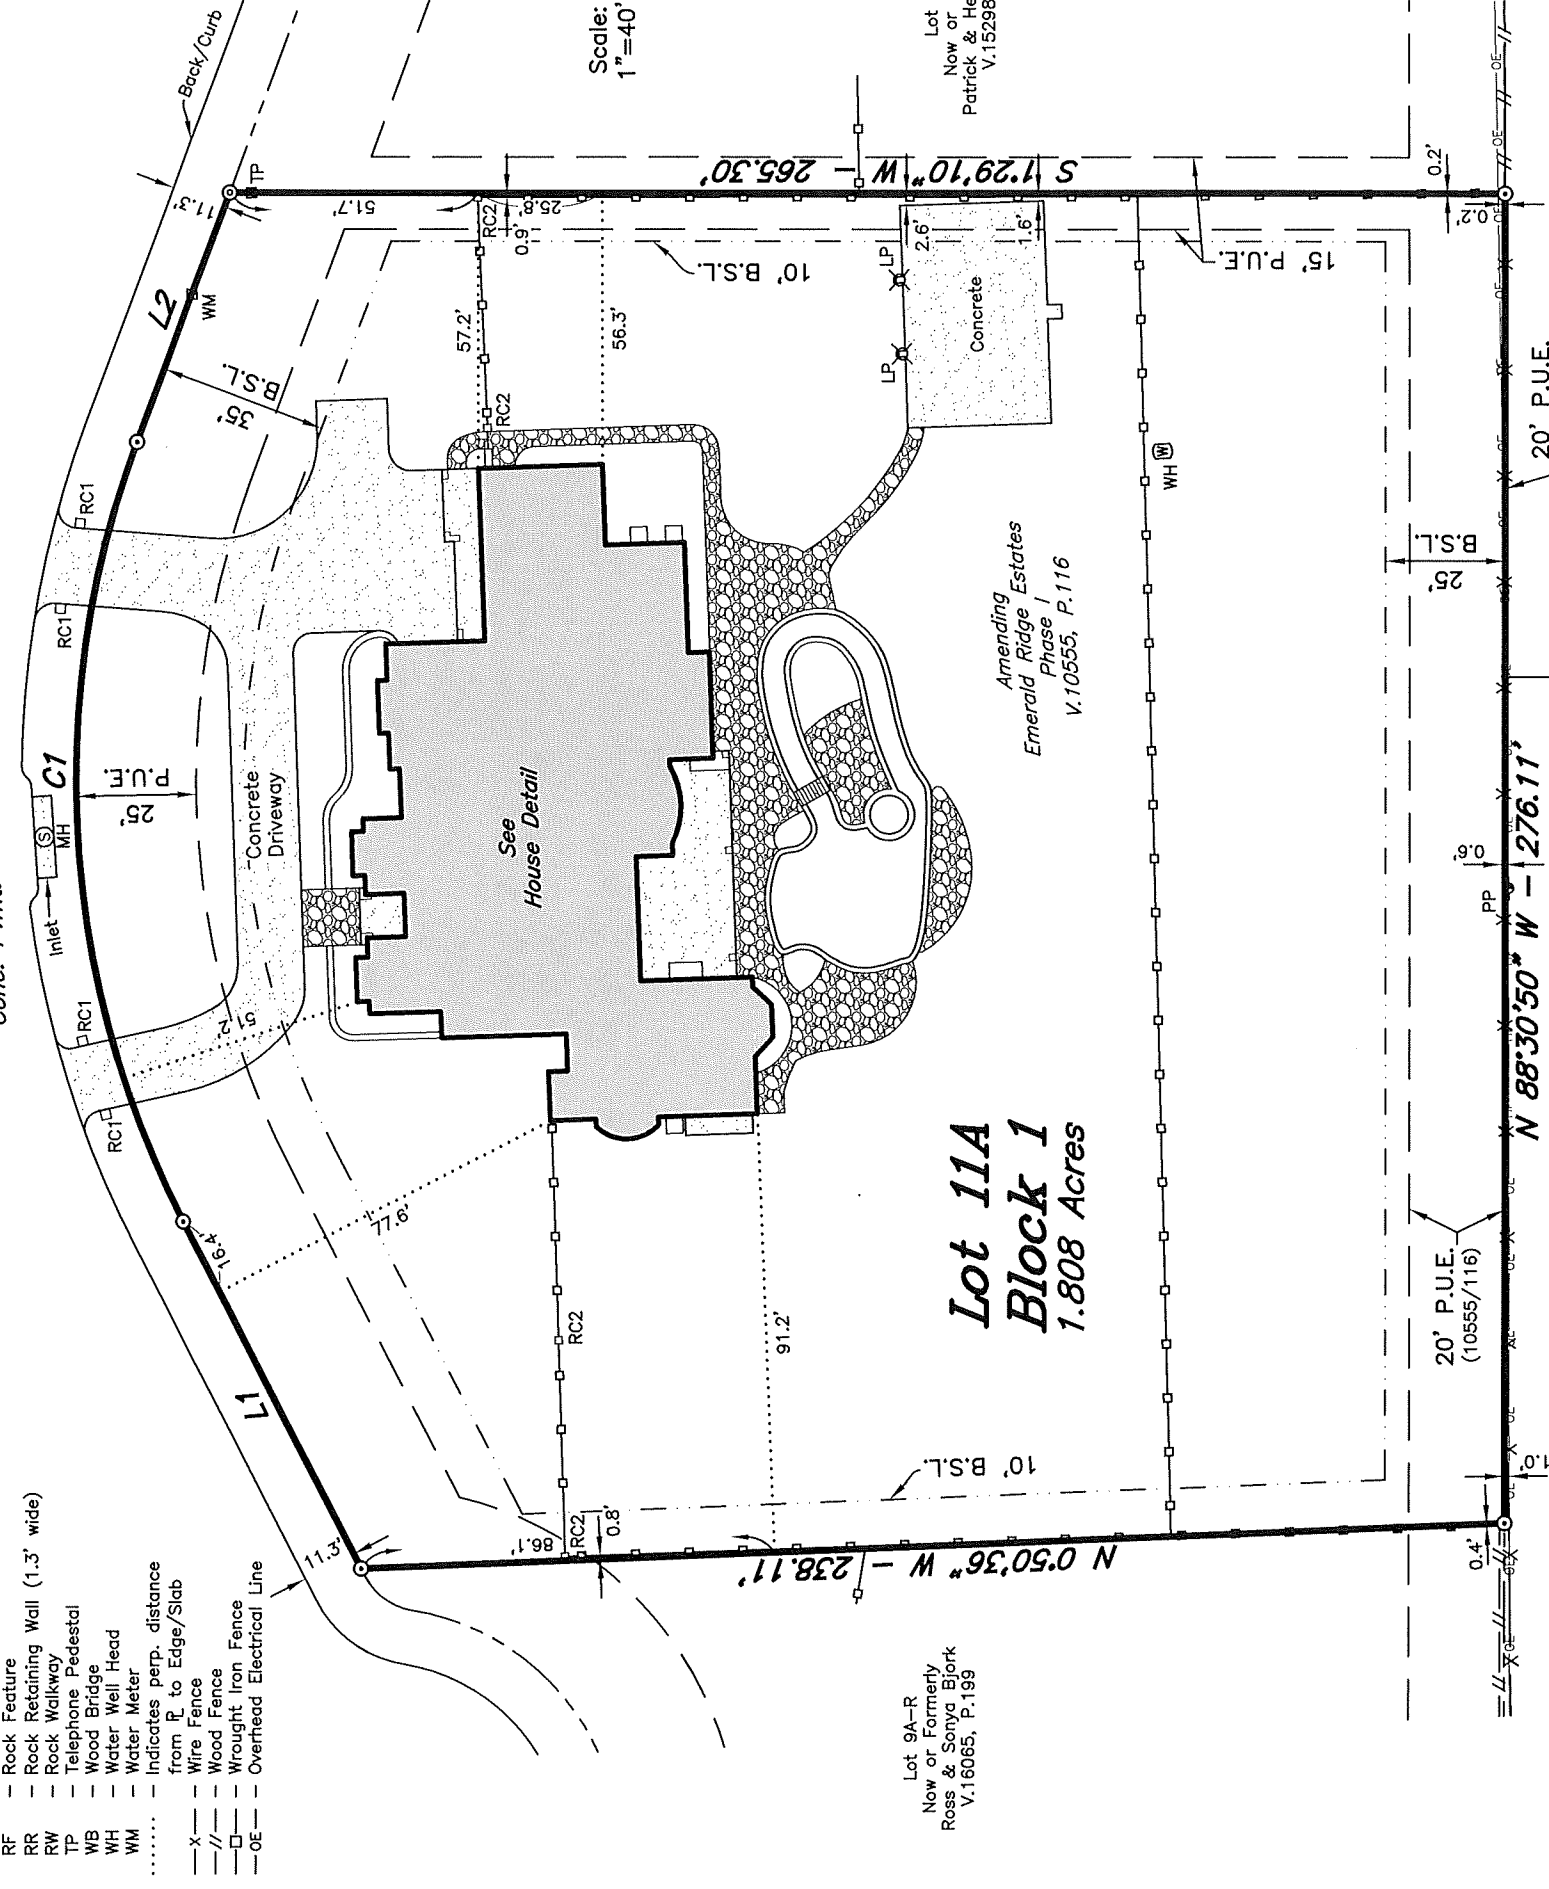 RF – Rock Feature
RR – Rock Retaining Wall (1.3' wide)
RW – Rock Walkway
TP – Telephone Pedestal
WB – Wood Bridge
WH – Water Well Head
WM – Water Meter
........ – Indicates perp. distance
from PL to Edge/Slab
—X— – Wire Fence
—//— – Wood Fence
—□— – Wrought Iron Fence
—OE— – Overhead Electrical Line
Back/Curb
Scale:
1"=40'
Lot
Now or
Patrick & He
V.15298
11.3'
TP
L2
WM
51.7'
S 1°29'10" W – 265.30'
RC2
25.8'
0.9'
57.2'
56.3'
RC2
10' B.S.L.
2.6'
1.6'
LP
LP
Concrete
15' P.U.E.
0.2'
0.2'
35'
B.S.L.
RC1
RC1
C1
25'
P.U.E.
Concrete
Driveway
S
MH
Inlet
RC1
RC1
51.2'
See
House Detail
WH
W
Amending
Emerald Ridge Estates
Phase I
V.10555, P.116
25'
B.S.L.
20' P.U.E.
0.6'
PP
N 88°30'50" W – 276.11'
16.4'
77.6'
L1
RC2
91.2'
Lot 11A
Block 1
1.808 Acres
20' P.U.E.
(10555/116)
10' B.S.L.
11.3'
86.1'
RC2
0.8'
N 0°50'36" W – 238.11'
1.0'
0.4'
Lot 9A-R
Now or Formerly
Ross & Sonya Bjork
V.16065, P.199
OE
OE
OE
OE
OE